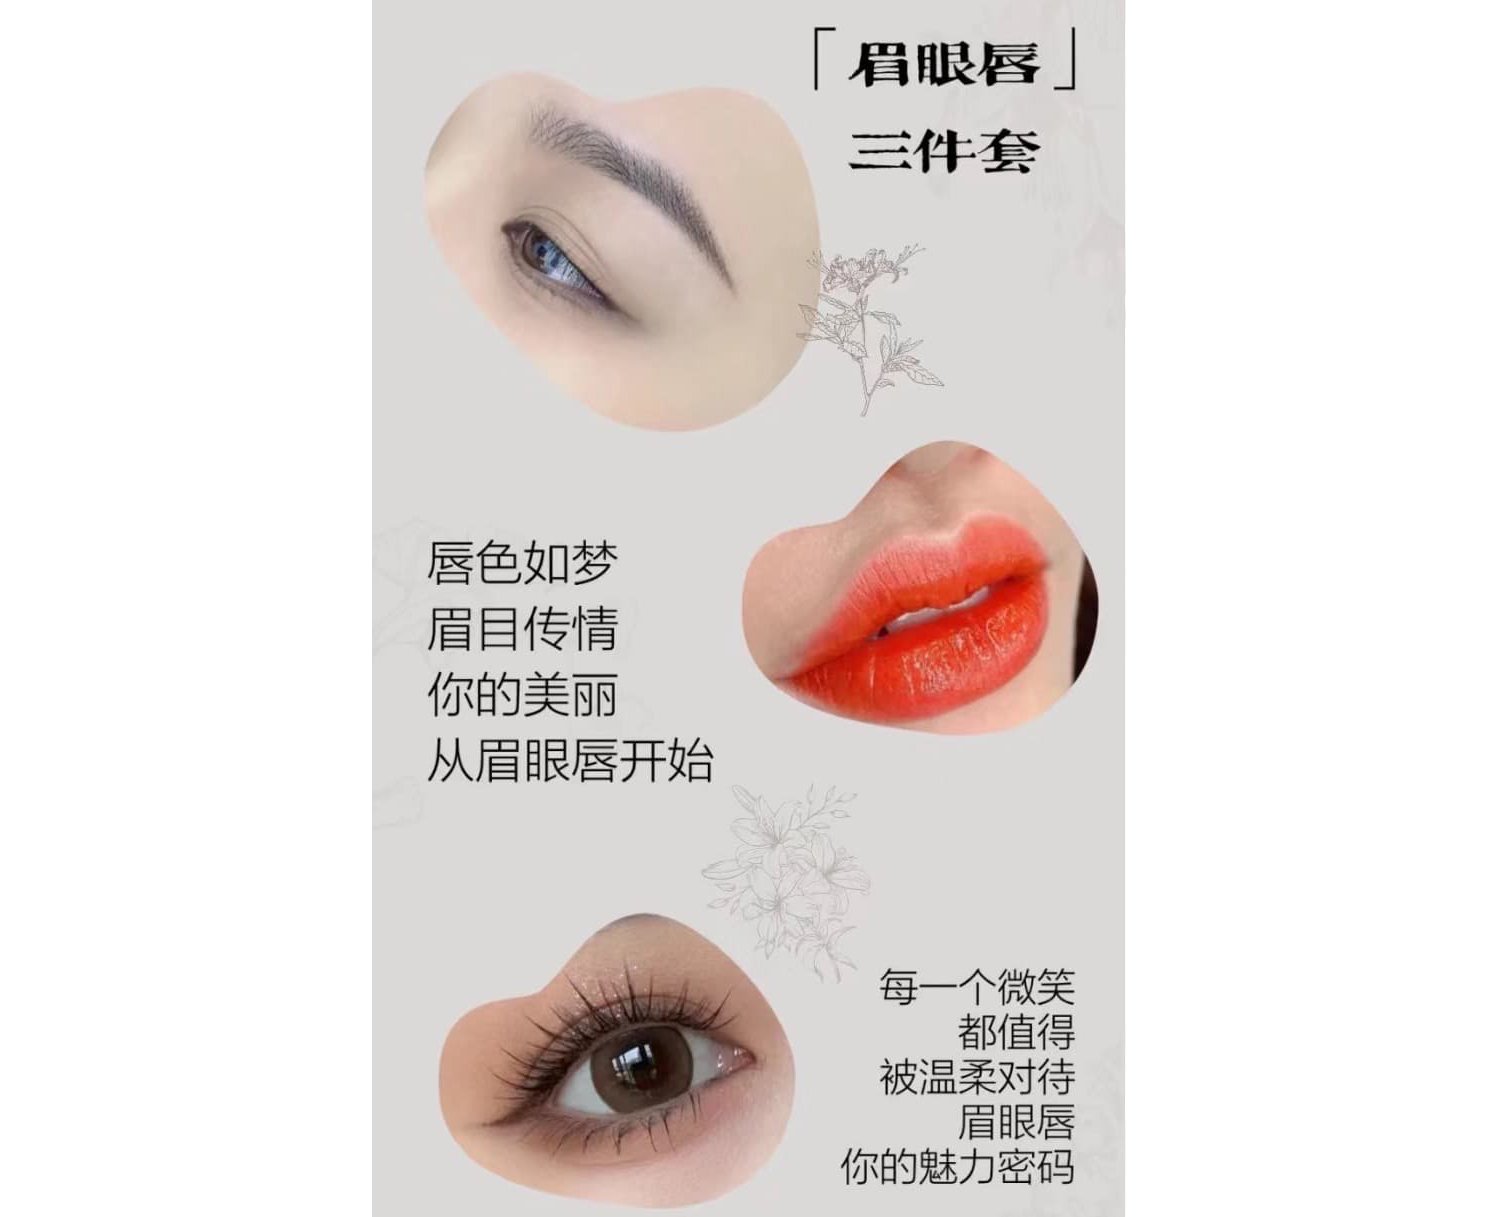 「眉眼唇」
三件套
唇色如梦
眉目传情
你的美丽
从眉眼唇开始
每一个微笑
都值得
被温柔对待
眉眼唇
你的魅力密码